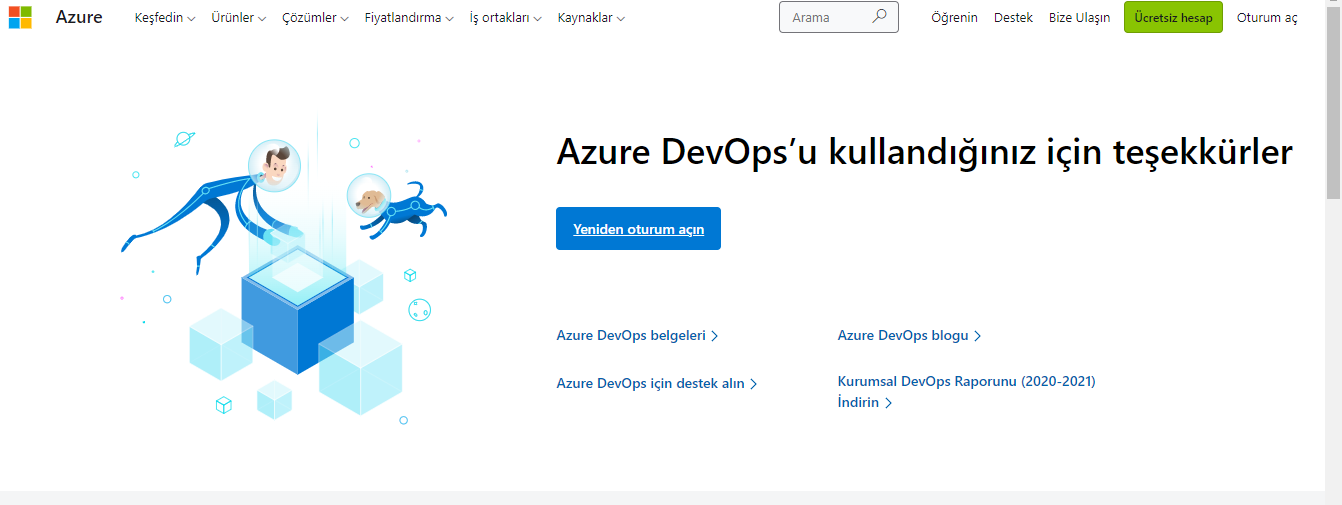 Azure Keşfedin Ürünler Çözümler Fiyatlandırma İş ortakları Kaynaklar Arama Öğrenin Destek Bize Ulaşın Ücretsiz hesap Oturum aç
Azure DevOps’u kullandığınız için teşekkürler
Yeniden oturum açın
Azure DevOps belgeleri
Azure DevOps blogu
Azure DevOps için destek alın
Kurumsal DevOps Raporunu (2020-2021)
İndirin